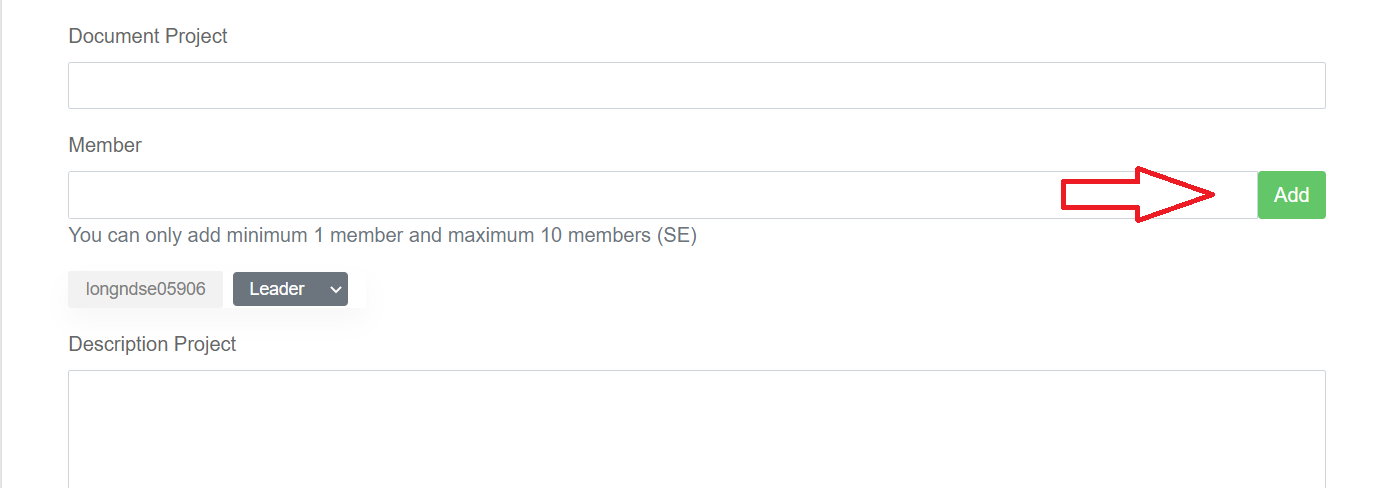 Document Project
Member
Add
You can only add minimum 1 member and maximum 10 members (SE)
longndse05906 Leader
Description Project